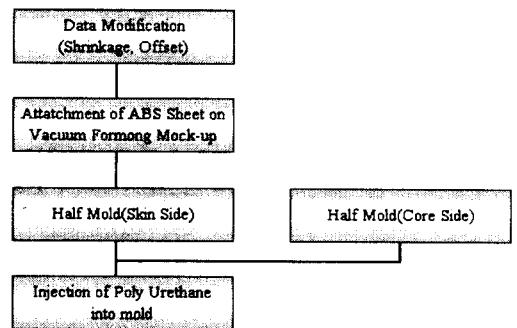 Data Modification
(Shrinkage, Offset)
Attatchment of ABS Sheet on
Vacuum Formong Mock-up
Half Mold(Skin Side)
Half Mold(Core Side)
Injection of Poly Urethane
into mold